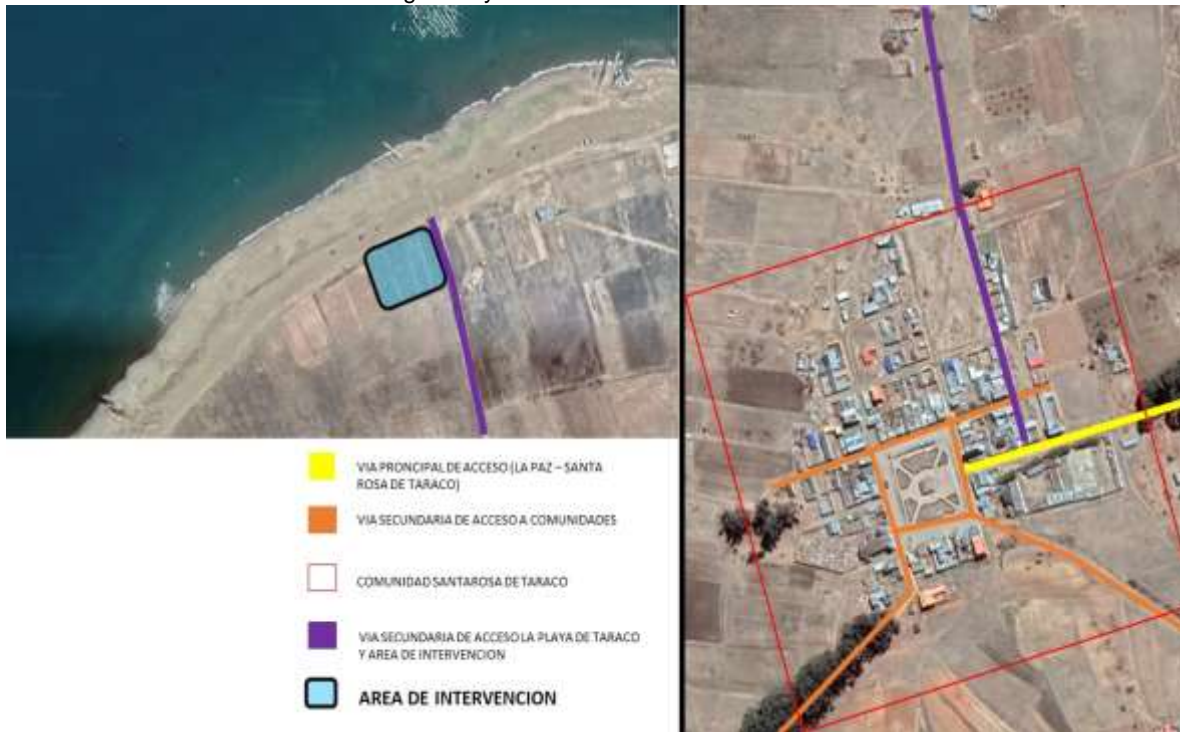 VIA PRONCIPAL DE ACCESO (LA PAZ – SANTA
ROSA DE TARACO)
VIA SECUNDARIA DE ACCESO A COMUNIDADES
COMUNIDAD SANTAROSA DE TARACO
VIA SECUNDARIA DE ACCESO LA PLAYA DE TARACO
Y AREA DE INTERVENCION
AREA DE INTERVENCION